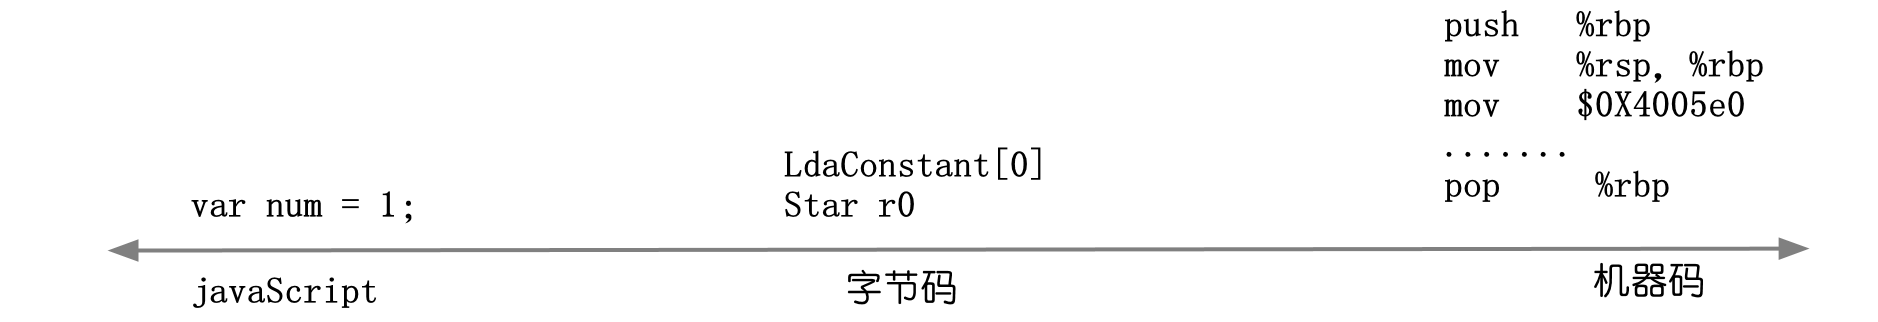 var num = 1;
LdaConstant[0]
Star r0
push %rbp
mov %rsp, %rbp
mov $0X4005e0
.......
pop %rbp
javaScript
字节码
机器码